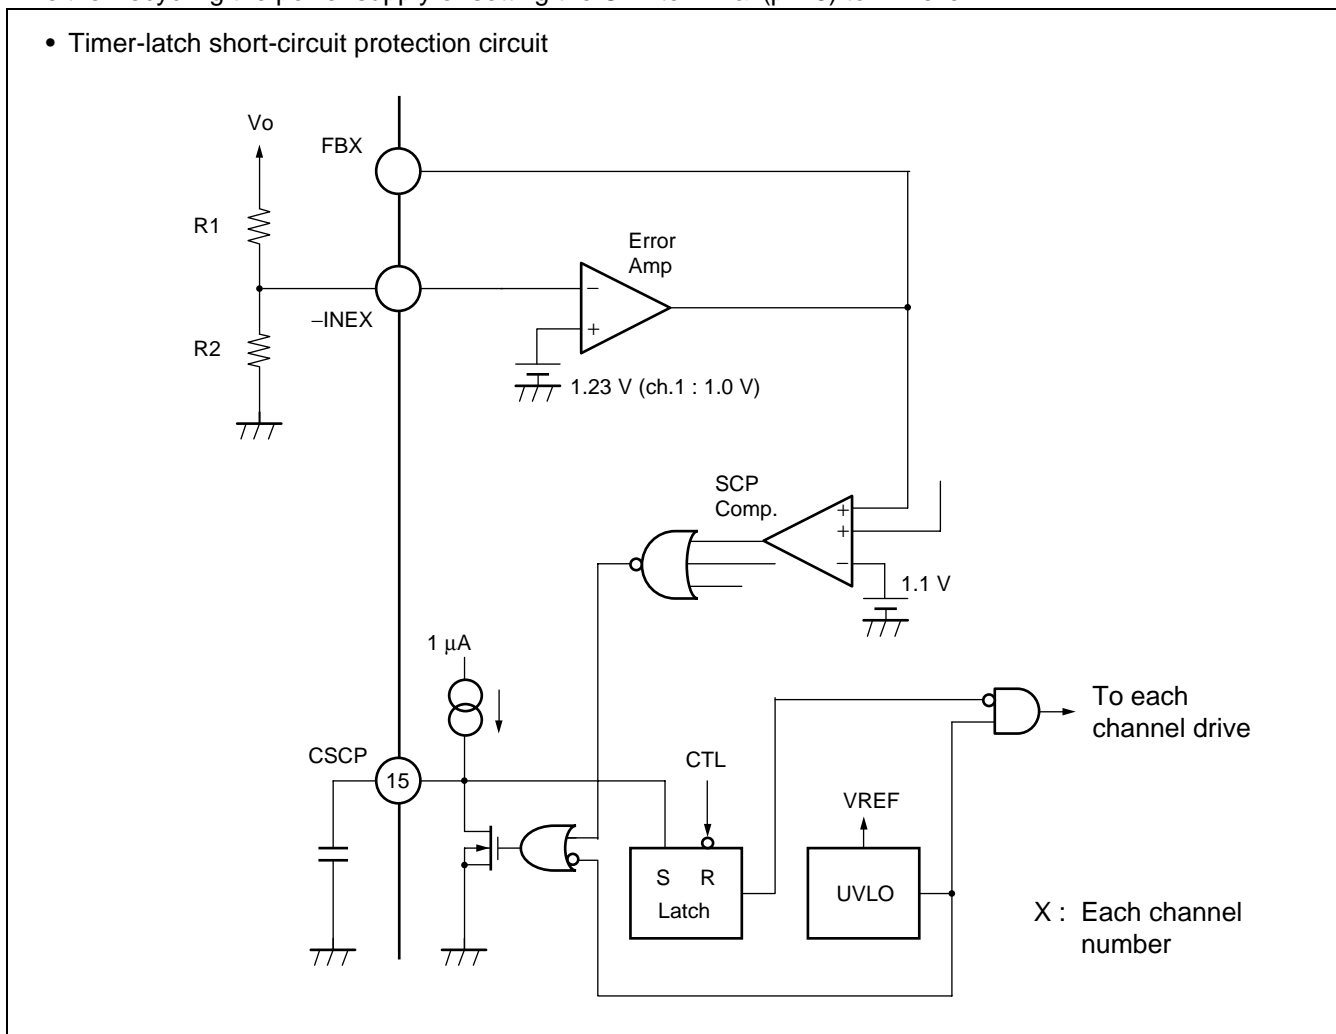 • Timer-latch short-circuit protection circuit
Vo
FBX
R1
Error
Amp
−
+
−INEX
R2
1.23 V (ch.1 : 1.0 V)
SCP
Comp.
+
+
−
1.1 V
1 μA
To each
channel drive
CSCP
15
CTL
VREF
S R
Latch
UVLO
X : Each channel
number